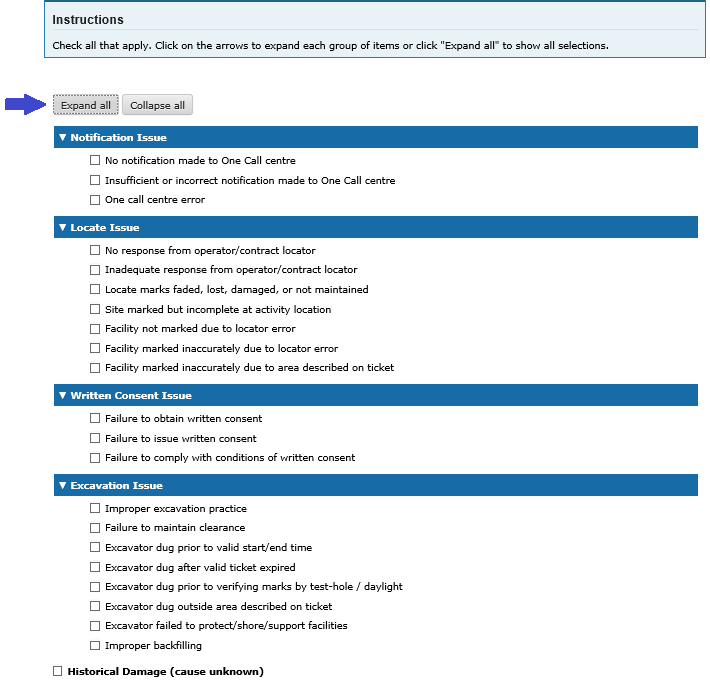 Instructions
Check all that apply. Click on the arrows to expand each group of items or click "Expand all" to show all selections.
Expand all Collapse all
▼ Notification Issue
No notification made to One Call centre
Insufficient or incorrect notification made to One Call centre
One call centre error
▼ Locate Issue
No response from operator/contract locator
Inadequate response from operator/contract locator
Locate marks faded, lost, damaged, or not maintained
Site marked but incomplete at activity location
Facility not marked due to locator error
Facility marked inaccurately due to locator error
Facility marked inaccurately due to area described on ticket
▼ Written Consent Issue
Failure to obtain written consent
Failure to issue written consent
Failure to comply with conditions of written consent
▼ Excavation Issue
Improper excavation practice
Failure to maintain clearance
Excavator dug prior to valid start/end time
Excavator dug after valid ticket expired
Excavator dug prior to verifying marks by test-hole / daylight
Excavator dug outside area described on ticket
Excavator failed to protect/shore/support facilities
Improper backfilling
Historical Damage (cause unknown)